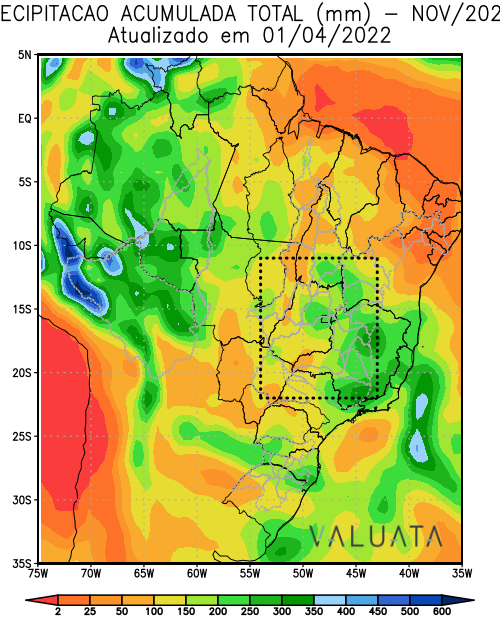 ECIPITACAO ACUMULADA TOTAL (mm) – NOV/202
Atualizado em 01/04/2022
5N
EQ
5S
10S
15S
20S
25S
30S
35S
VALUATA
75W 70W 65W 60W 55W 50W 45W 40W 35W
2 25 50 100 150 200 250 300 350 400 450 500 600